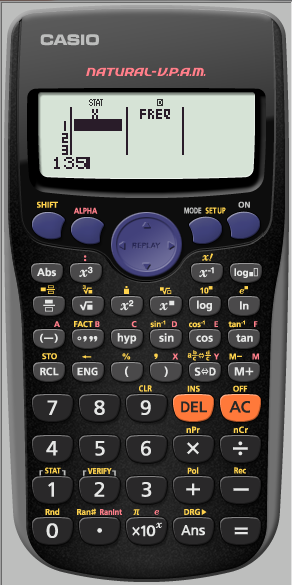 CASIO
NATURAL-V.P.A.M.
STAT D
X FREQ
1
2
3
135
SHIFT ALPHA MODE SETUP ON
REPLAY
: x!
Abs x³ x⁻¹ log
³√ 10ˣ eˣ
√ x² x log ln
A FACT B C sin⁻¹ D cos⁻¹ E tan⁻¹ F
(−) hyp sin cos tan
STO ← % , X Y M− M
RCL ENG ( ) S⇔D M+
CLR INS OFF
7 8 9 DEL AC
nPr nCr
4 5 6 × ÷
STAT VERIFY Pol Rec
1 2 3 + −
Rnd Ran# RanInt π e DRG▶
0 • ×10ˣ Ans =